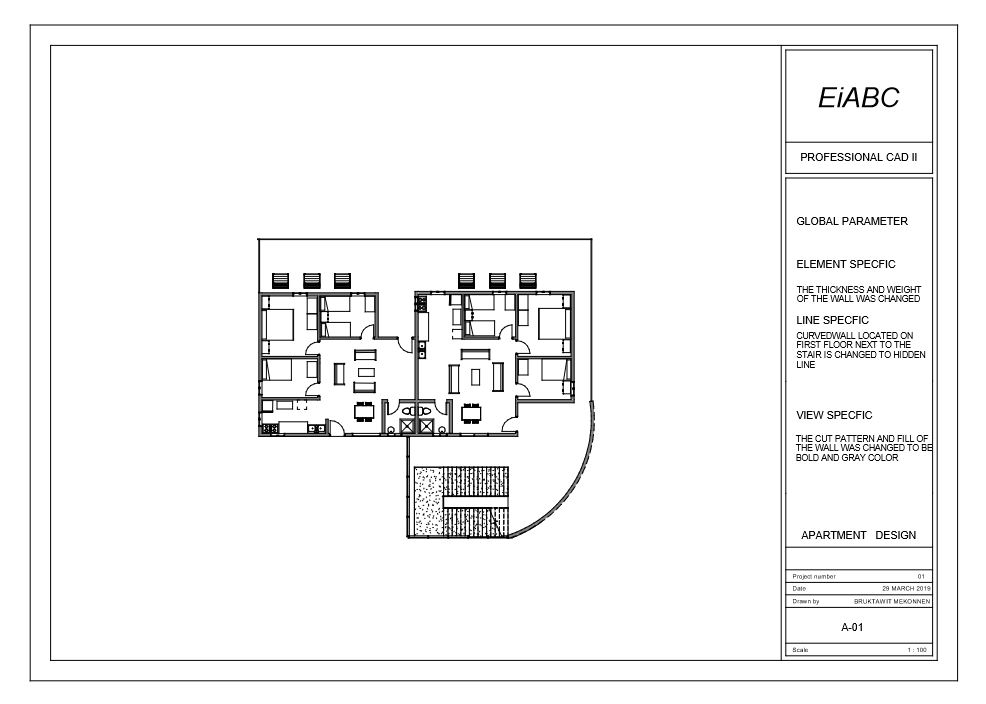 EiABC
PROFESSIONAL CAD II
GLOBAL PARAMETER
ELEMENT SPECFIC
THE THICKNESS AND WEIGHT
OF THE WALL WAS CHANGED
LINE SPECFIC
CURVEDWALL LOCATED ON
FIRST FLOOR NEXT TO THE
STAIR IS CHANGED TO HIDDEN
LINE
VIEW SPECFIC
THE CUT PATTERN AND FILL OF
THE WALL WAS CHANGED TO BE
BOLD AND GRAY COLOR
APARTMENT DESIGN
Project number 01
Date 29 MARCH 2019
Drawn by BRUKTAWIT MEKONNEN
A-01
Scale 1 : 100